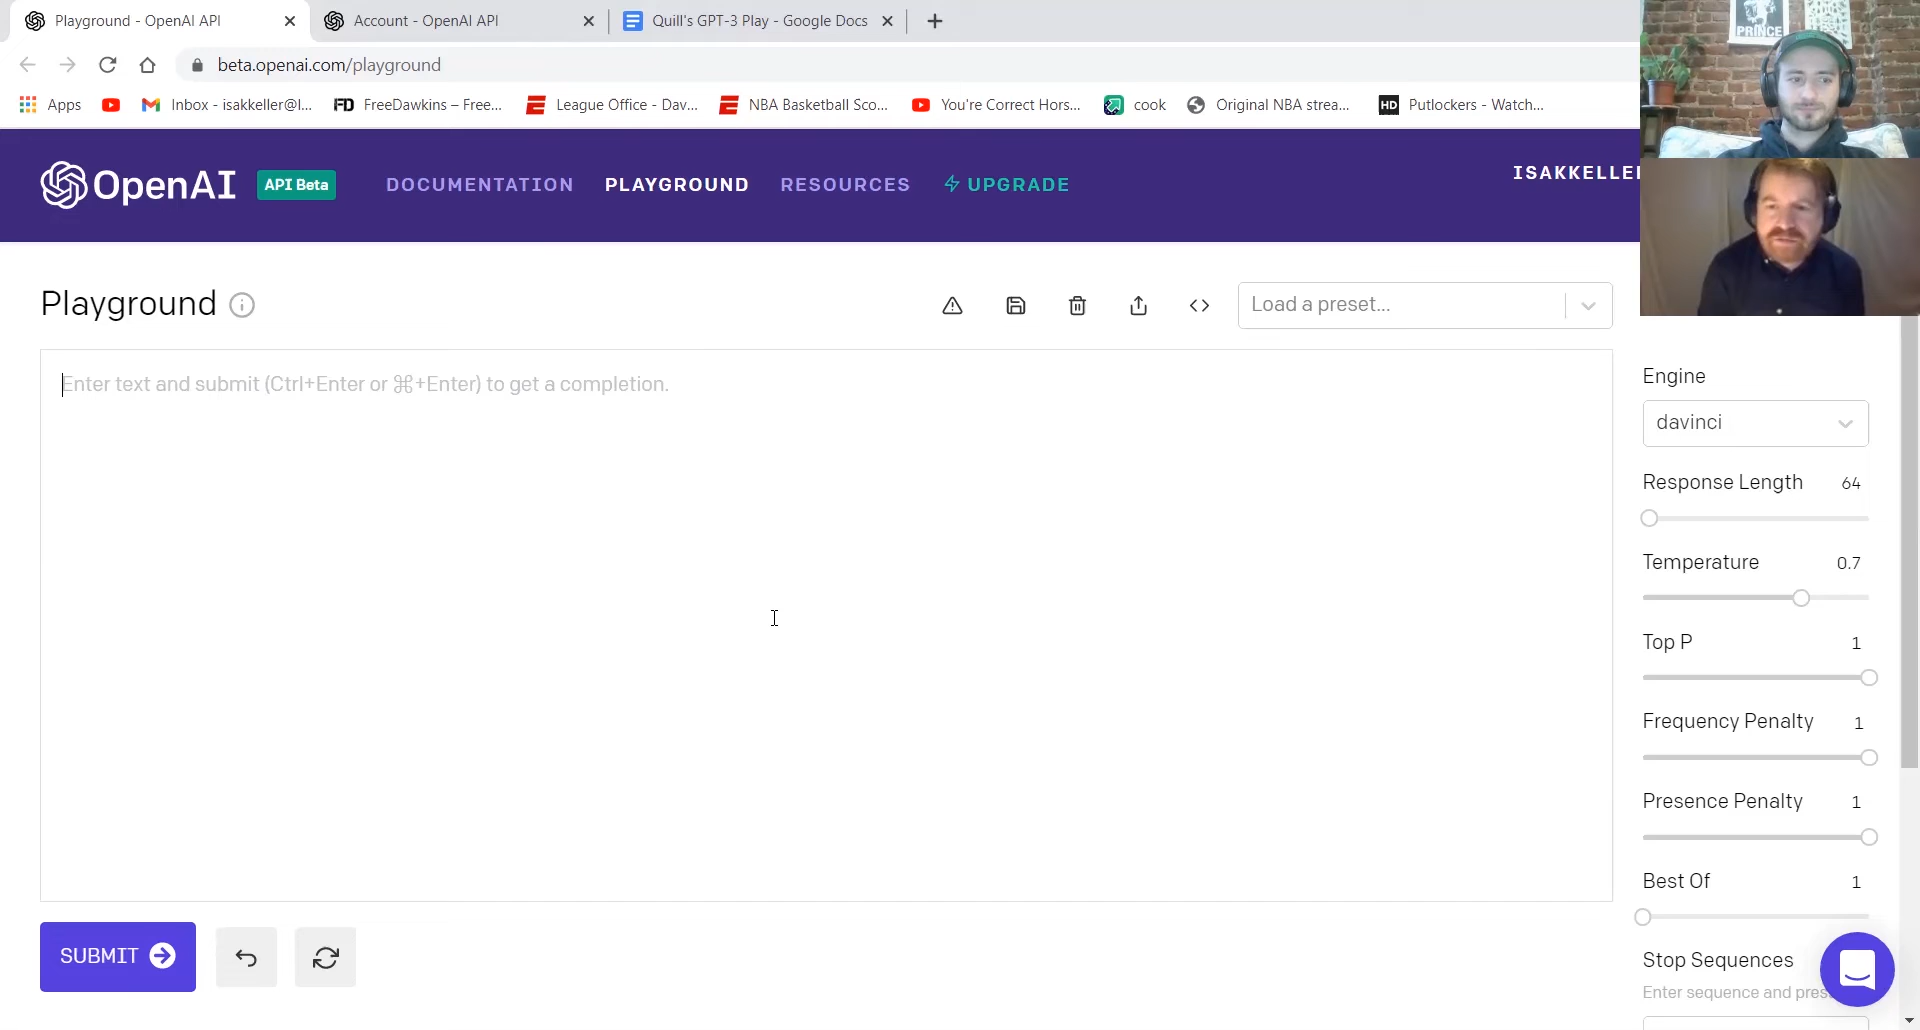 Playground - OpenAI API
Account - OpenAI API
Quill's GPT-3 Play - Google Docs
beta.openai.com/playground
Apps
Inbox - isakkeller@l...
FD
FreeDawkins – Free...
League Office - Dav...
NBA Basketball Sco...
You're Correct Hors...
cook
Original NBA strea...
HD
Putlockers - Watch...
PRINCE
OpenAI
API Beta
DOCUMENTATION
PLAYGROUND
RESOURCES
UPGRADE
ISAKKELLE
Playground
Load a preset...
Enter text and submit (Ctrl+Enter or ⌘+Enter) to get a completion.
Engine
davinci
Response Length 64
Temperature 0.7
Top P 1
Frequency Penalty 1
Presence Penalty 1
Best Of 1
Stop Sequences
Enter sequence and pres
SUBMIT